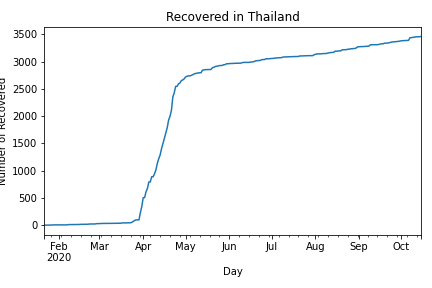 Recovered in Thailand
Number of Recovered
3500
3000
2500
2000
1500
1000
500
0
Feb
2020
Mar
Apr
May
Jun
Jul
Aug
Sep
Oct
Day